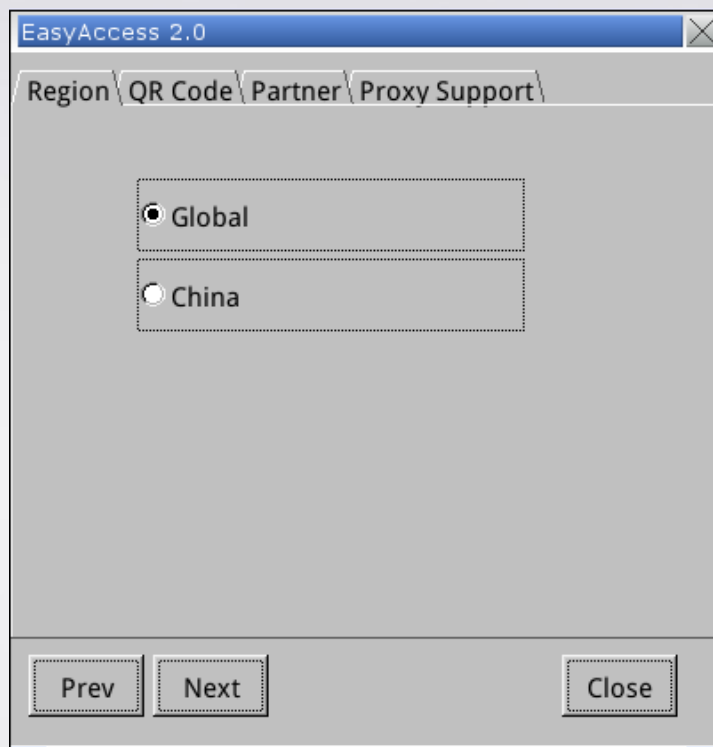 EasyAccess 2.0
Region QR Code Partner Proxy Support
Global
China
Prev Next Close